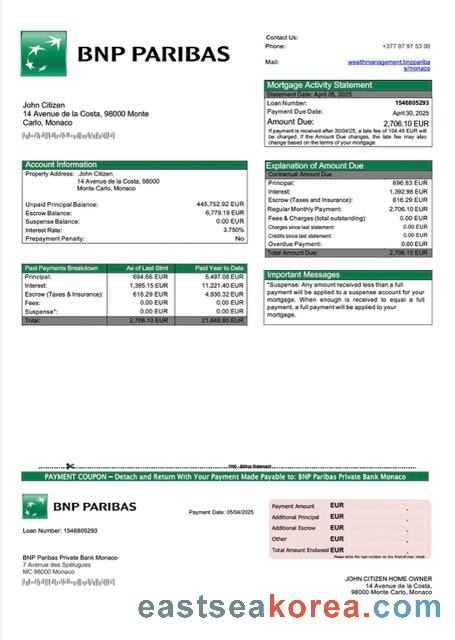 BNP PARIBAS
Contact Us:
Phone: +377 97 97 53 00
Mail: wealthmanagement.bnppariba
s/monaco
John Citizen
14 Avenue de la Costa, 98000 Monte
Carlo, Monaco
Mortgage Activity Statement
Statement Date: April 05, 2025
Loan Number: 1546805293
Payment Due Date: April 30, 2025
Amount Due: 2,706.10 EUR
If payment is received after 30/04/25, a late fee of 104.49 EUR will
be charged. If the Amount Due changes, the late fee may also
change based on the terms of your mortgage.
Account Information
Property Address: John Citizen
14 Avenue de la Costa, 98000
Monte Carlo, Monaco
Unpaid Principal Balance: 445,752.92 EUR
Escrow Balance: 6,779.19 EUR
Suspense Balance: 0.00 EUR
Interest Rate: 3.750%
Prepayment Penalty: No
Explanation of Amount Due
Contractual Amount Due
Principal: 696.83 EUR
Interest: 1,392.98 EUR
Escrow (Taxes and Insurance): 616.29 EUR
Regular Monthly Payment: 2,706.10 EUR
Fees & Charges (total outstanding) 0.00 EUR
Charges since last statement: 0.00 EUR
Credits since last statement: 0.00 EUR
Overdue Payment: 0.00 EUR
Total Amount Due: 2,706.10 EUR
Past Payments Breakdown As of Last Stmt Paid Year to Date
Principal: 694.66 EUR 5,497.08 EUR
Interest: 1,395.15 EUR 11,221.40 EUR
Escrow (Taxes & Insurance): 616.29 EUR 4,930.32 EUR
Fees: 0.00 EUR 0.00 EUR
Suspense*: 0.00 EUR 0.00 EUR
Total: 2,706.10 EUR 21,648.80 EUR
Important Messages
*Suspense: Any amount received less than a full
payment will be applied to a suspense account for your
mortgage. When enough is received to equal a full
payment, a full payment will be applied to your
mortgage.
PAYMENT COUPON – Detach and Return With Your Payment Made Payable to: BNP Paribas Private Bank Monaco
BNP PARIBAS
Payment Date: 05/04/2025
Loan Number: 1546805293
Payment Amount EUR .
Additional Principal EUR .
Additional Escrow EUR .
Other EUR .
Total Amount Enclosed EUR .
Please write the loan number on the front of your check
BNP Paribas Private Bank Monaco
7 Avenue des Spélugues
MC 98000 Monaco
JOHN CITIZEN HOME OWNER
14 Avenue de la Costa,
98000 Monte Carlo, Monaco
eastseakorea.com